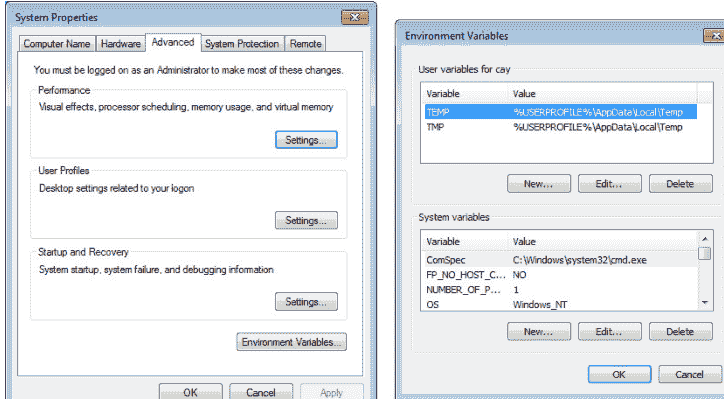 System Properties
Computer Name Hardware Advanced System Protection Remote
You must be logged on as an Administrator to make most of these changes.
Performance
Visual effects, processor scheduling, memory usage, and virtual memory
Settings...
User Profiles
Desktop settings related to your logon
Settings...
Startup and Recovery
System startup, system failure, and debugging information
Settings...
Environment Variables...
OK Cancel Apply
Environment Variables
User variables for cay
Variable Value
TEMP %USERPROFILE%\AppData\Local\Temp
TMP %USERPROFILE%\AppData\Local\Temp
New... Edit... Delete
System variables
Variable Value
ComSpec C:\Windows\system32\cmd.exe
FP_NO_HOST_C... NO
NUMBER_OF_P... 1
OS Windows_NT
New... Edit... Delete
OK Cancel